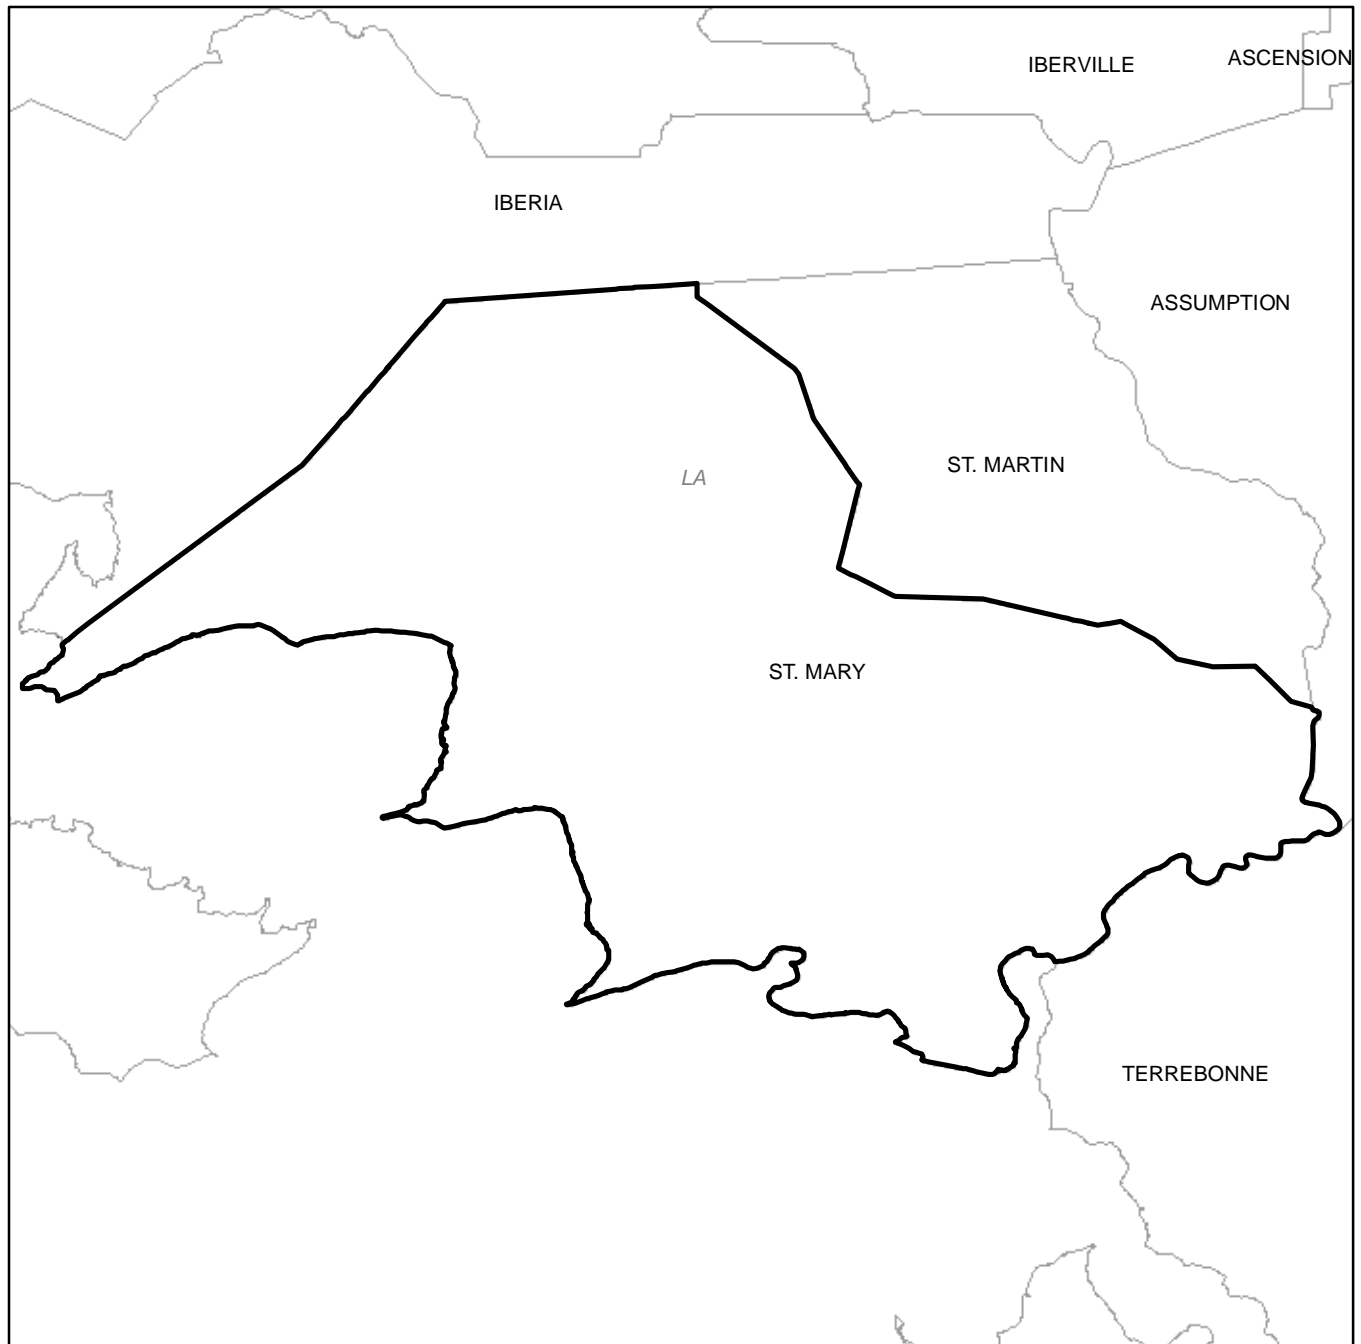 IBERVILLE
ASCENSION
IBERIA
ASSUMPTION
ST. MARTIN
LA
ST. MARY
TERREBONNE